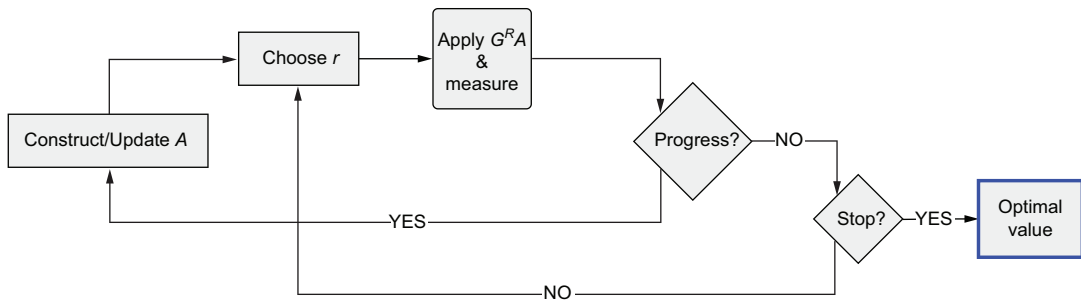 Choose r
Apply G^R A
&
measure
Construct/Update A
Progress?
NO
YES
Stop?
YES
Optimal
value
NO